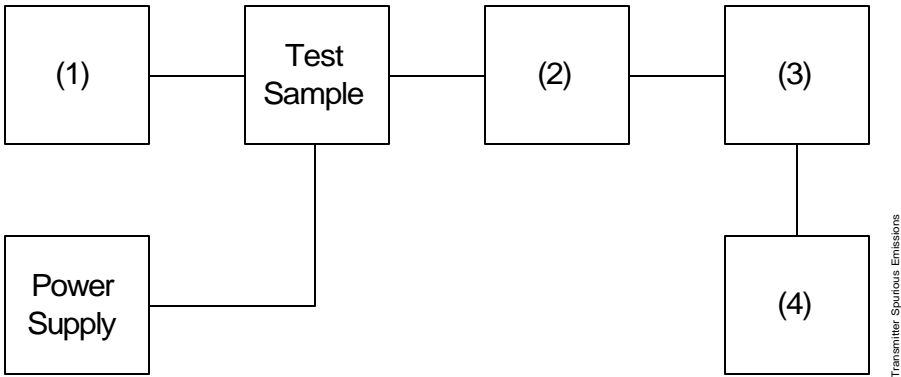 (1)
Test
Sample
(2)
(3)
Power
Supply
(4)
Transmitter Spurious Emissions